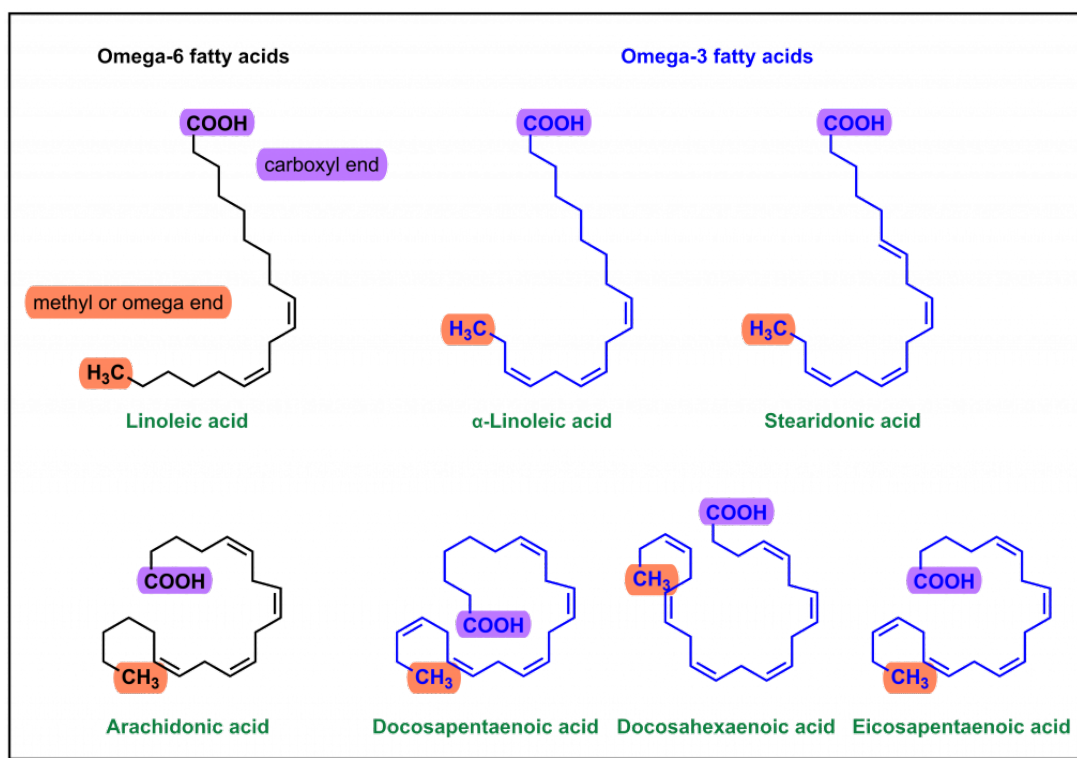 Omega-6 fatty acids
Omega-3 fatty acids
COOH
COOH
COOH
carboxyl end
methyl or omega end
H₃C
H₃C
H₃C
Linoleic acid
α-Linoleic acid
Stearidonic acid
COOH
COOH
COOH
COOH
CH₃
CH₃
CH₃
CH₃
Arachidonic acid
Docosapentaenoic acid
Docosahexaenoic acid
Eicosapentaenoic acid